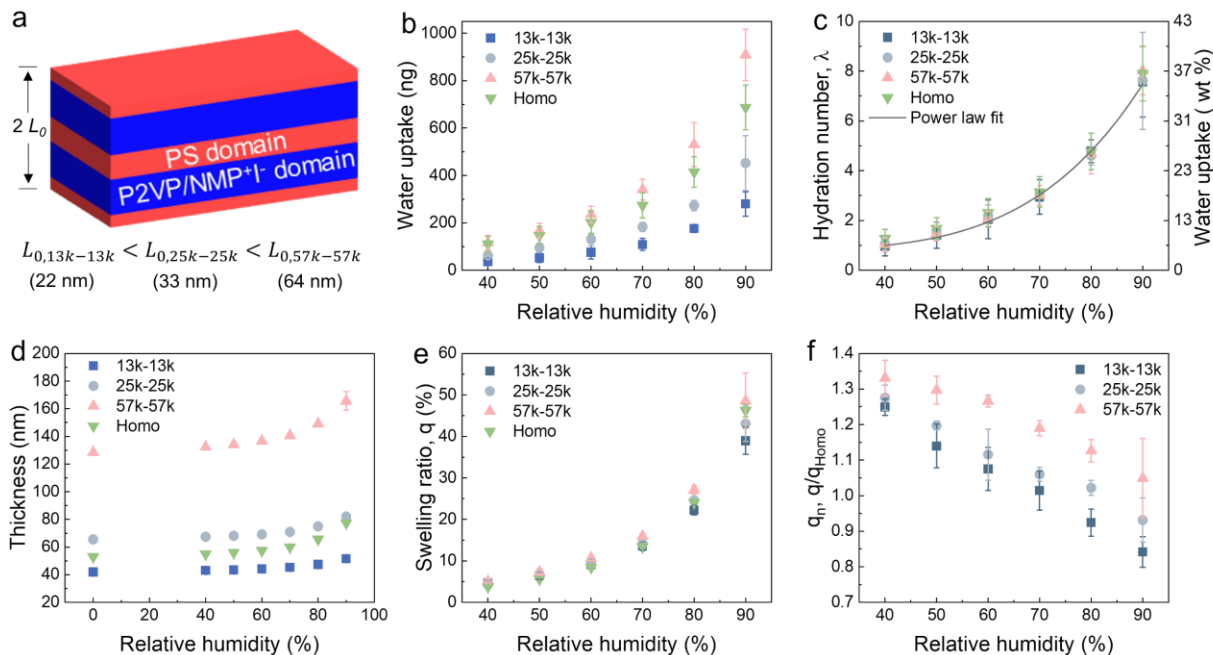 a
2 L₀
PS domain
P2VP/NMP⁺I⁻ domain
L₀,₁₃ₖ₋₁₃ₖ < L₀,₂₅ₖ₋₂₅ₖ < L₀,₅₇ₖ₋₅₇ₖ
(22 nm) (33 nm) (64 nm)
b
Water uptake (ng)
1000
800
600
400
200
0
13k-13k
25k-25k
57k-57k
Homo
40 50 60 70 80 90
Relative humidity (%)
c
Hydration number, λ
10
8
6
4
2
0
13k-13k
25k-25k
57k-57k
Homo
Power law fit
43
37
31
23
13
0
Water uptake ( wt %)
40 50 60 70 80 90
Relative humidity (%)
d
Thickness (nm)
200
180
160
140
120
100
80
60
40
20
13k-13k
25k-25k
57k-57k
Homo
0 20 40 60 80 100
Relative humidity (%)
e
Swelling ratio, q (%)
60
50
40
30
20
10
0
13k-13k
25k-25k
57k-57k
Homo
40 50 60 70 80 90
Relative humidity (%)
f
qₙ, q/q_Homo
1.4
1.3
1.2
1.1
1.0
0.9
0.8
0.7
13k-13k
25k-25k
57k-57k
40 50 60 70 80 90
Relative humidity (%)